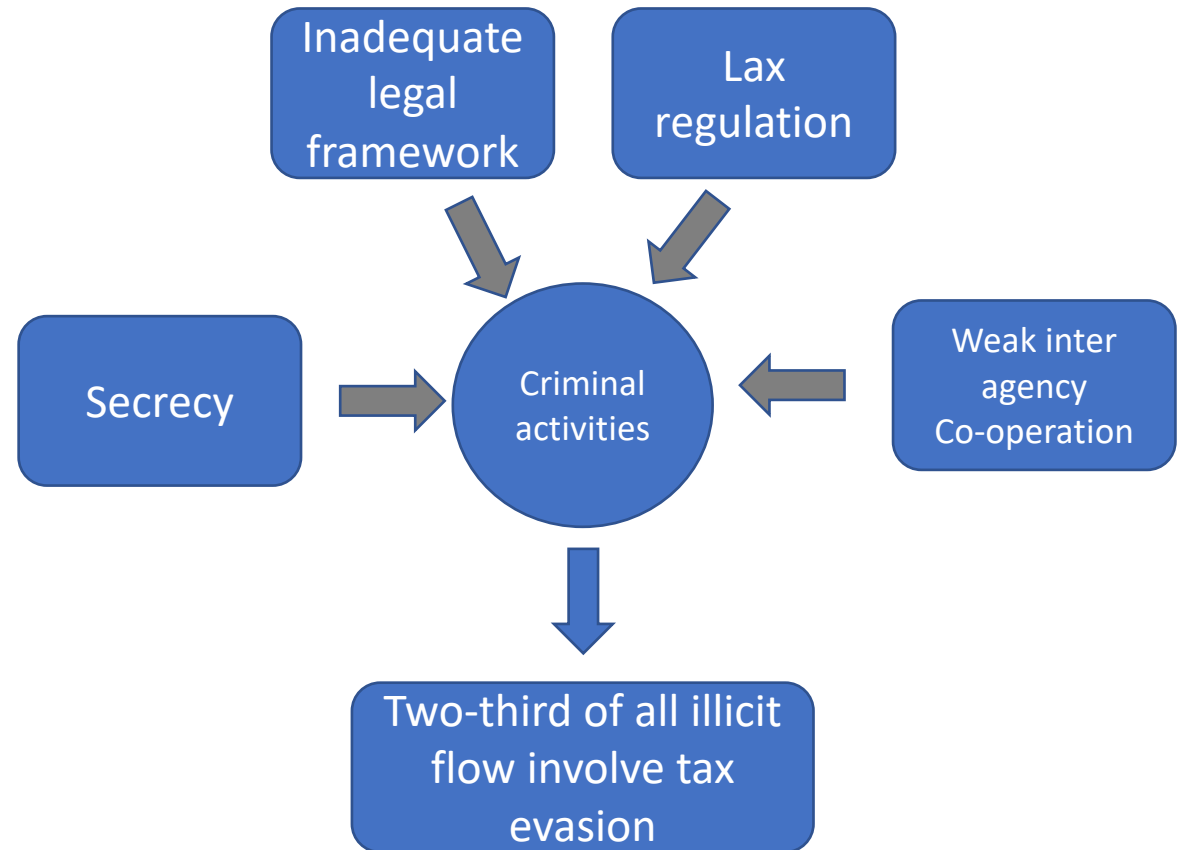 Inadequate
legal
framework
Lax
regulation
Secrecy
Criminal
activities
Weak inter
agency
Co-operation
Two-third of all illicit
flow involve tax
evasion